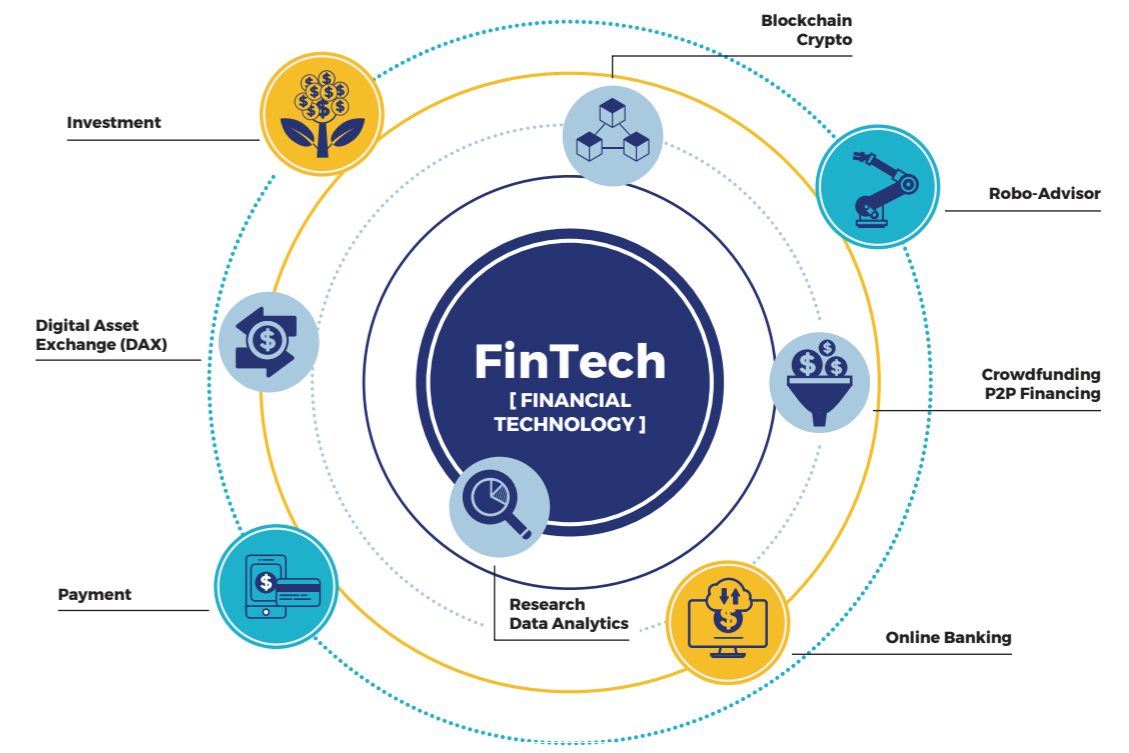 Blockchain
Crypto
Investment
Robo-Advisor
Digital Asset
Exchange (DAX)
FinTech
[ FINANCIAL
TECHNOLOGY ]
Crowdfunding
P2P Financing
Payment
Research
Data Analytics
Online Banking